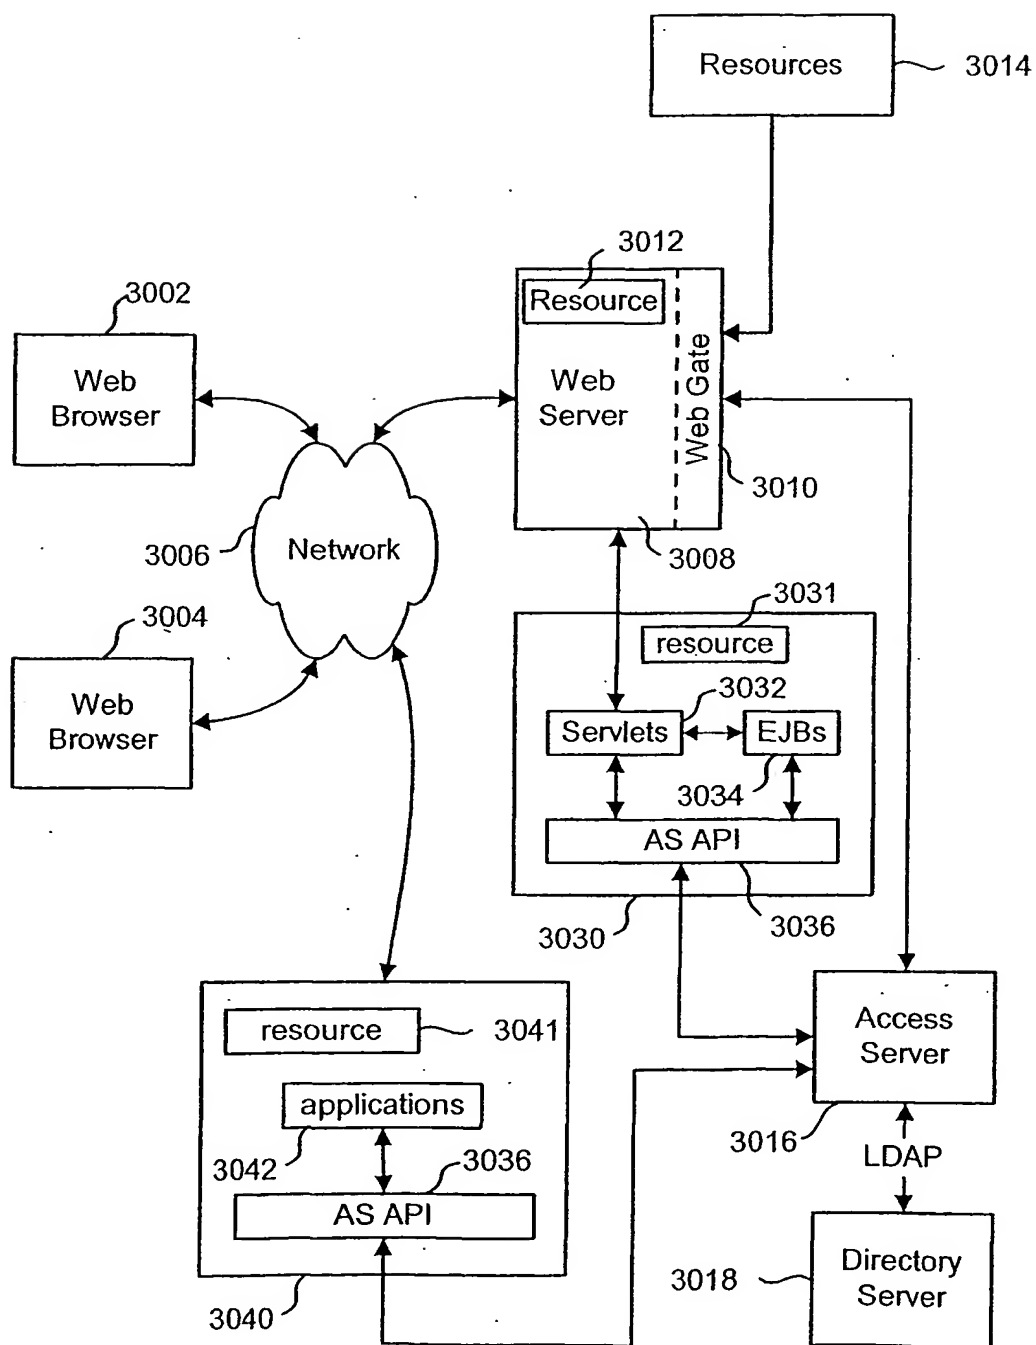 Resources
3014
3012
Resource
3002
Web
Browser
Web
Server
Web Gate
3010
3006
Network
3008
3004
Web
Browser
3031
resource
3032
Servlets
EJBs
3034
AS API
3036
3030
resource
3041
Access
Server
applications
3042
3036
3016
LDAP
AS API
3018
Directory
Server
3040